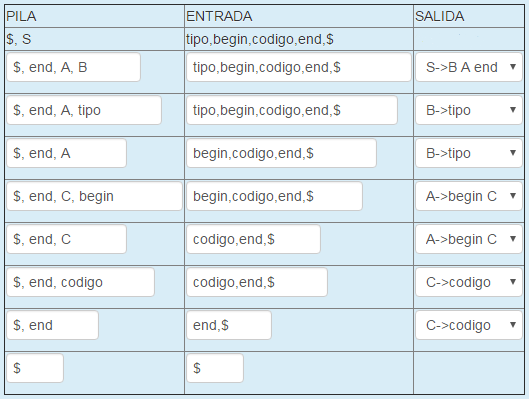 PILA ENTRADA SALIDA
$, S tipo,begin,codigo,end,$
$, end, A, B tipo,begin,codigo,end,$ S->B A end
$, end, A, tipo tipo,begin,codigo,end,$ B->tipo
$, end, A begin,codigo,end,$ B->tipo
$, end, C, begin begin,codigo,end,$ A->begin C
$, end, C codigo,end,$ A->begin C
$, end, codigo codigo,end,$ C->codigo
$, end end,$ C->codigo
$ $